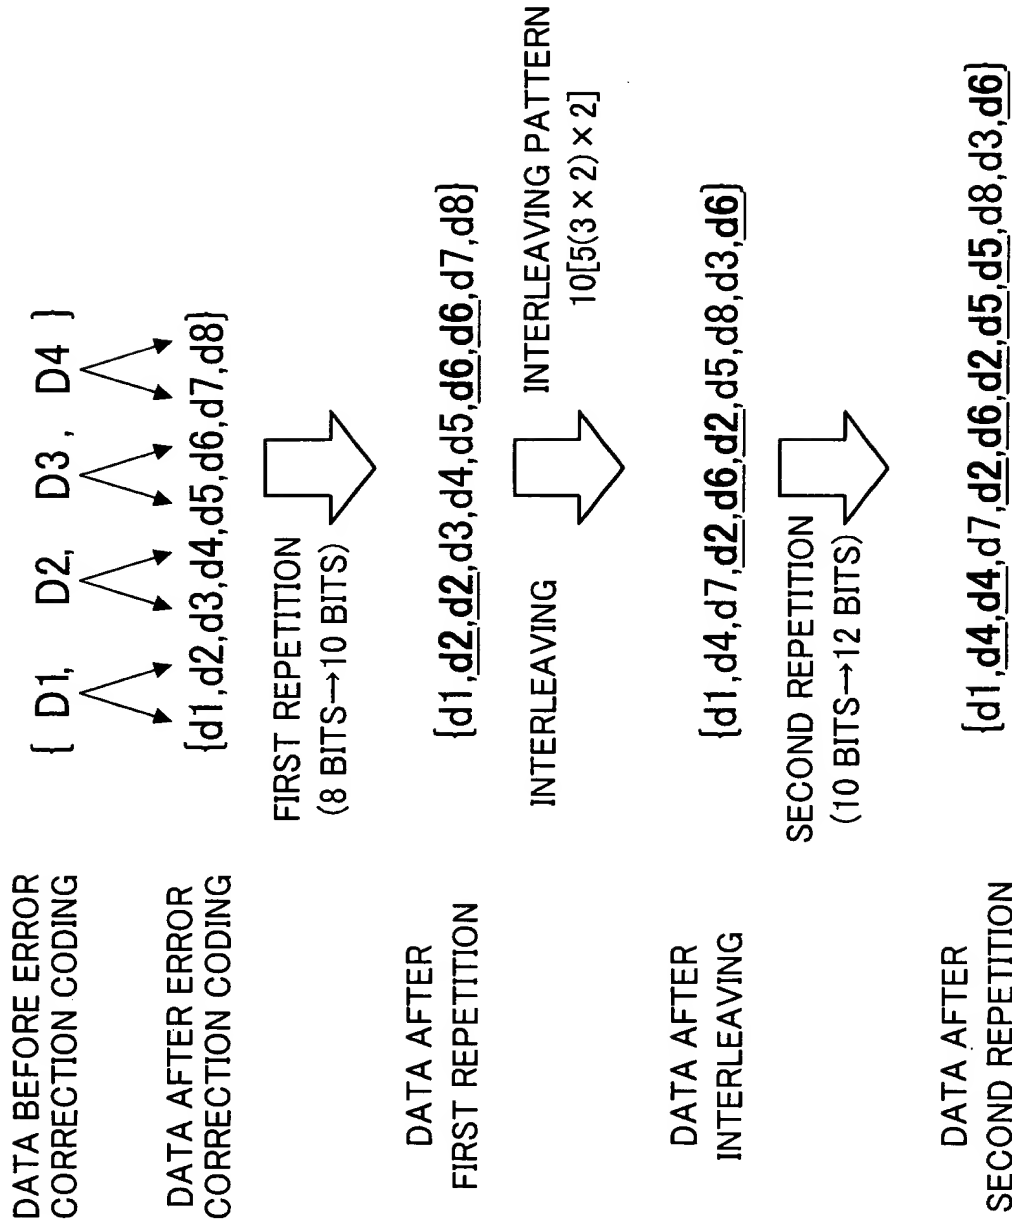 DATA BEFORE ERROR
CORRECTION CODING
{ D1, D2, D3, D4 }
DATA AFTER ERROR
CORRECTION CODING
{d1,d2,d3,d4,d5,d6,d7,d8}
FIRST REPETITION
(8 BITS→10 BITS)
DATA AFTER
FIRST REPETITION
{d1,d2,d2,d3,d4,d5,d6,d6,d7,d8}
INTERLEAVING
INTERLEAVING PATTERN
10[5(3 × 2) × 2]
DATA AFTER
INTERLEAVING
{d1,d4,d7,d2,d6,d2,d5,d8,d3,d6}
SECOND REPETITION
(10 BITS→12 BITS)
DATA AFTER
SECOND REPETITION
{d1,d4,d4,d7,d2,d6,d2,d5,d5,d8,d3,d6}